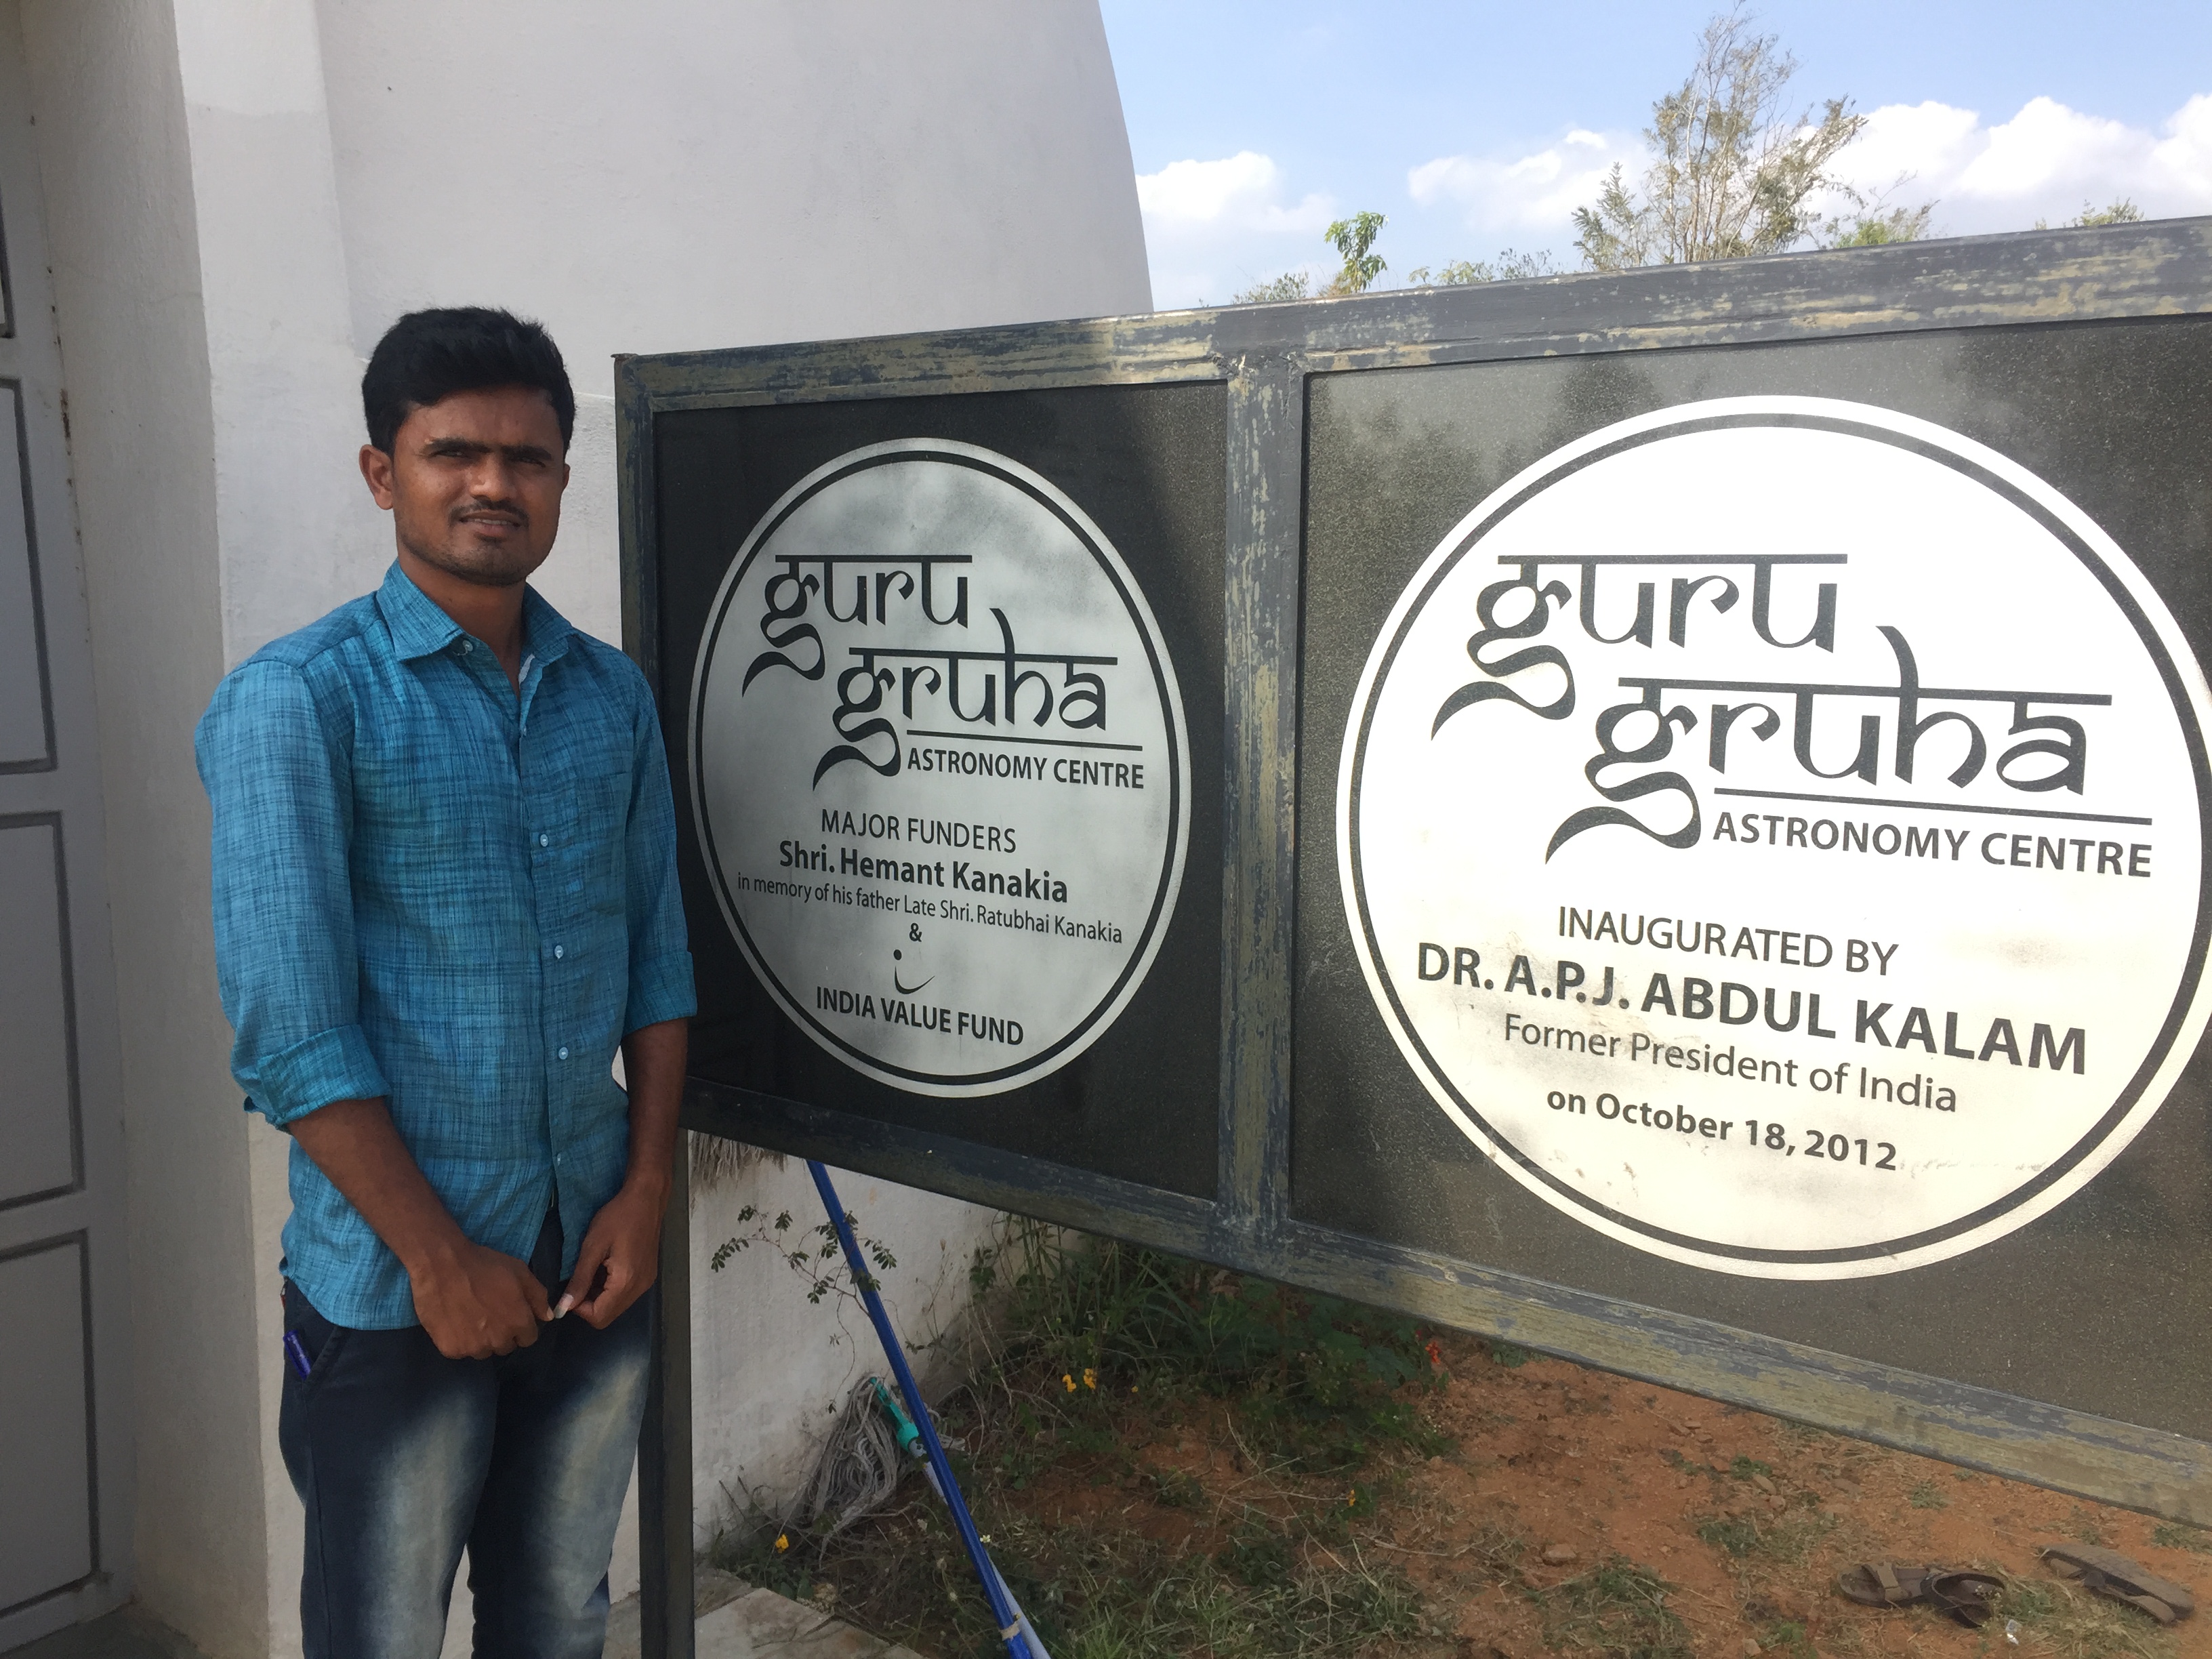 guru
gruha
ASTRONOMY CENTRE
MAJOR FUNDERS
Shri. Hemant Kanakia
in memory of his father Late Shri. Ratubhai Kanakia
&
INDIA VALUE FUND
guru
gruha
ASTRONOMY CENTRE
INAUGURATED BY
DR. A.P.J. ABDUL KALAM
Former President of India
on October 18, 2012